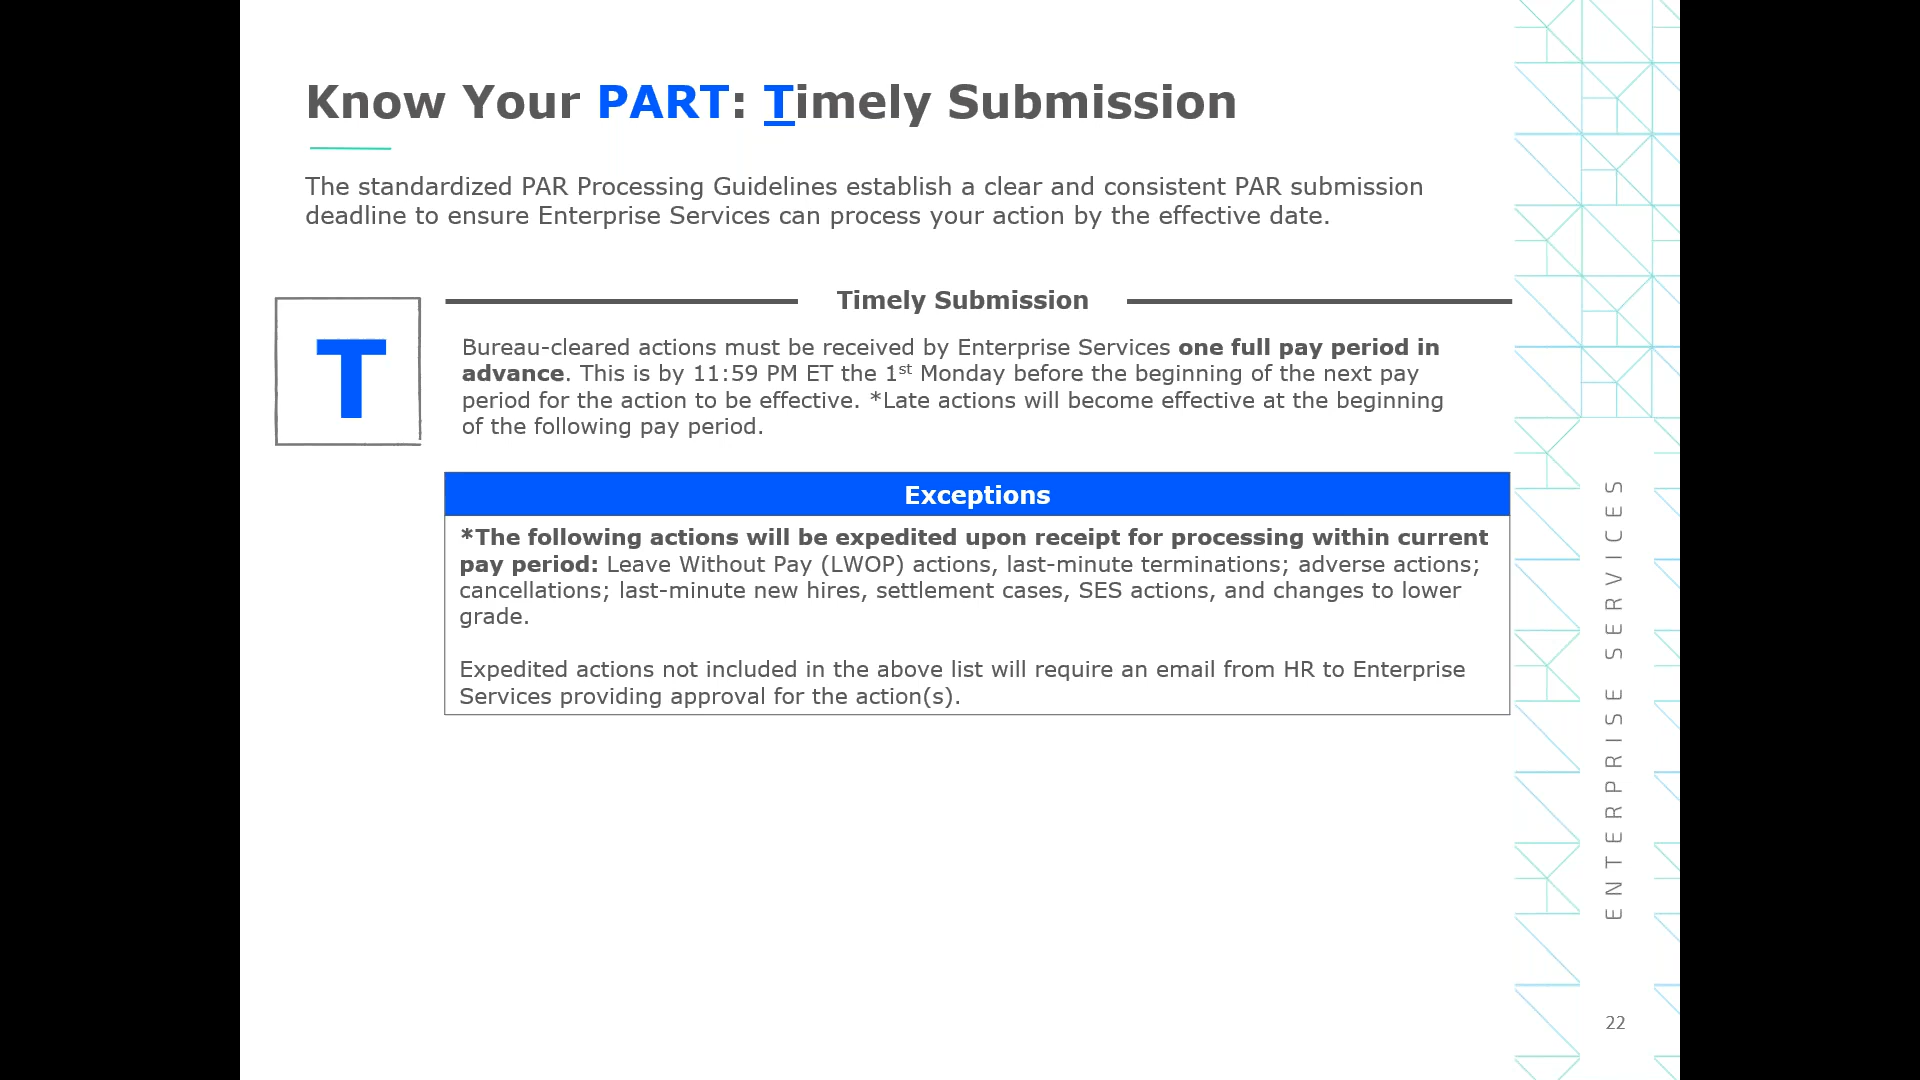 Know Your PART: Timely Submission
The standardized PAR Processing Guidelines establish a clear and consistent PAR submission
deadline to ensure Enterprise Services can process your action by the effective date.
Timely Submission
T
Bureau-cleared actions must be received by Enterprise Services one full pay period in
advance. This is by 11:59 PM ET the 1st Monday before the beginning of the next pay
period for the action to be effective. *Late actions will become effective at the beginning
of the following pay period.
Exceptions
*The following actions will be expedited upon receipt for processing within current
pay period: Leave Without Pay (LWOP) actions, last-minute terminations; adverse actions;
cancellations; last-minute new hires, settlement cases, SES actions, and changes to lower
grade.
Expedited actions not included in the above list will require an email from HR to Enterprise
Services providing approval for the action(s).
ENTERPRISE SERVICES
22